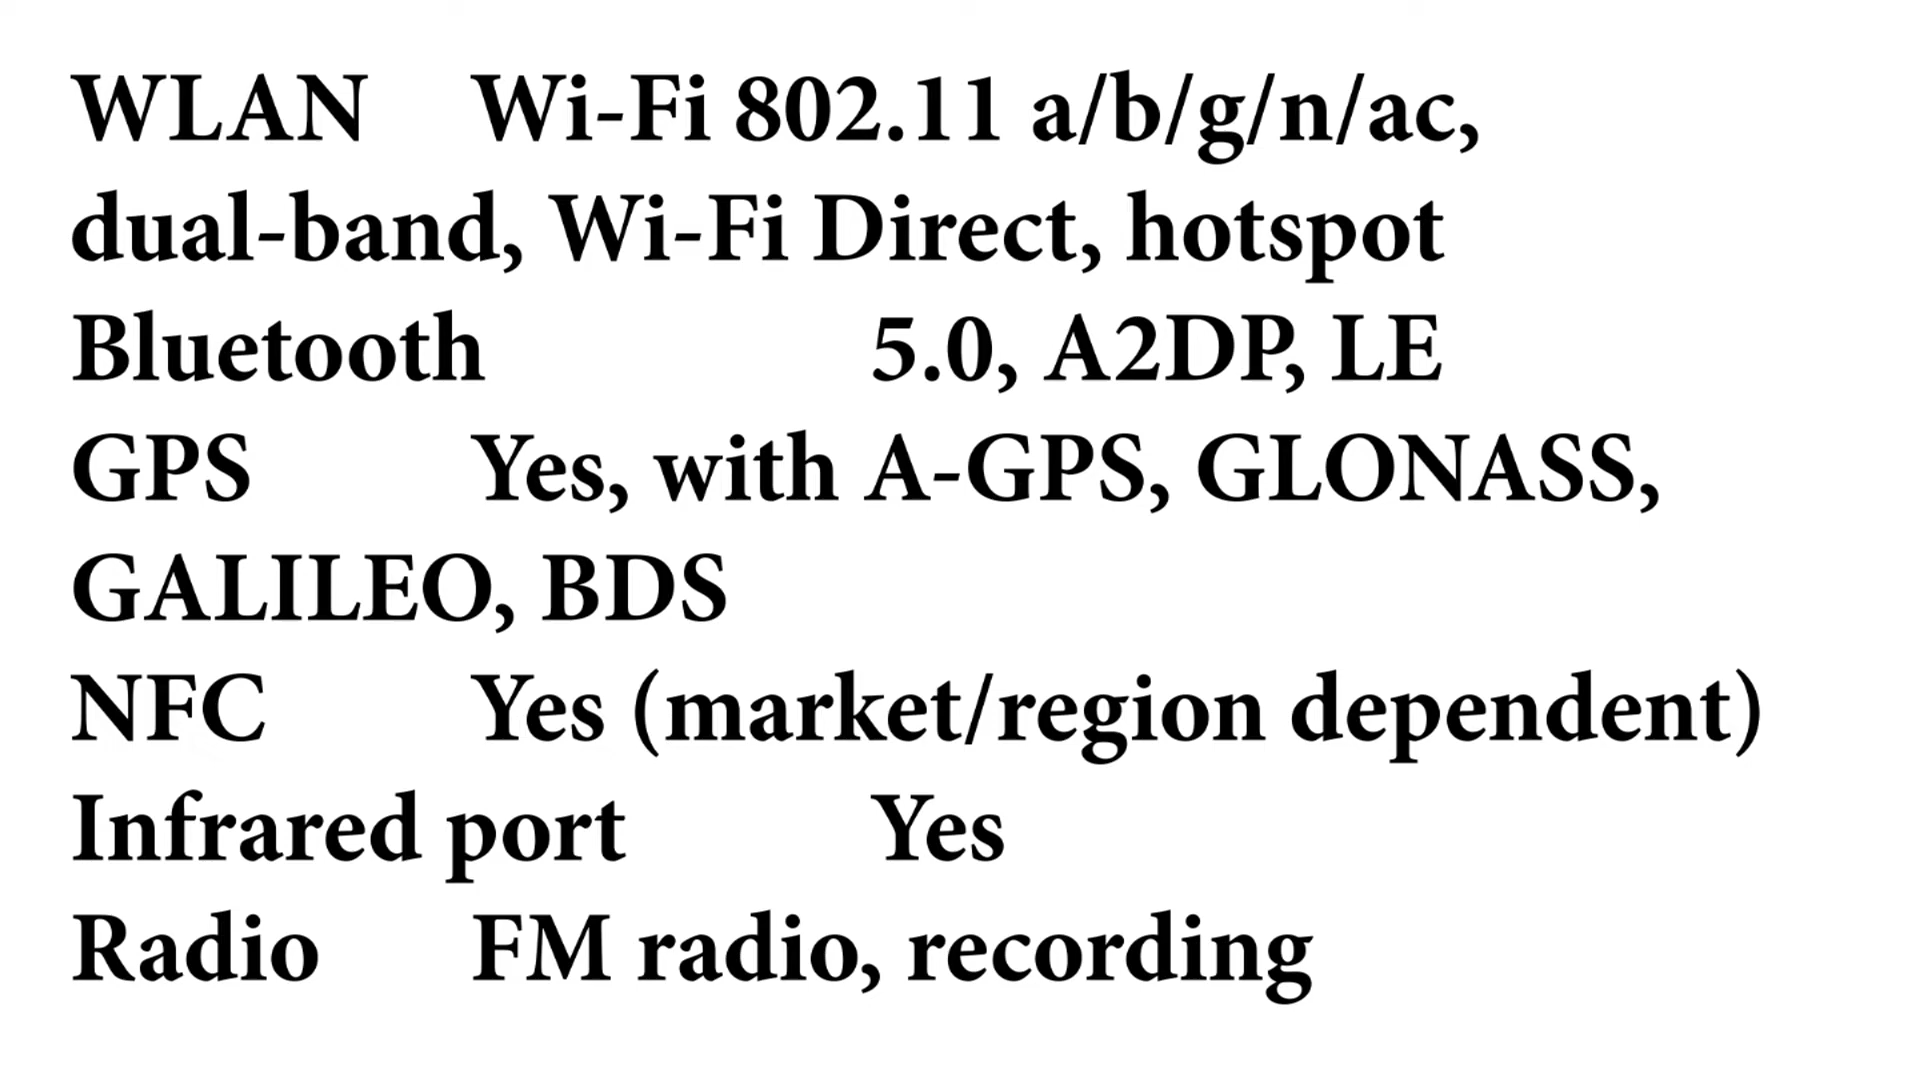 WLAN Wi-Fi 802.11 a/b/g/n/ac,
dual-band, Wi-Fi Direct, hotspot
Bluetooth 5.0, A2DP, LE
GPS Yes, with A-GPS, GLONASS,
GALILEO, BDS
NFC Yes (market/region dependent)
Infrared port Yes
Radio FM radio, recording